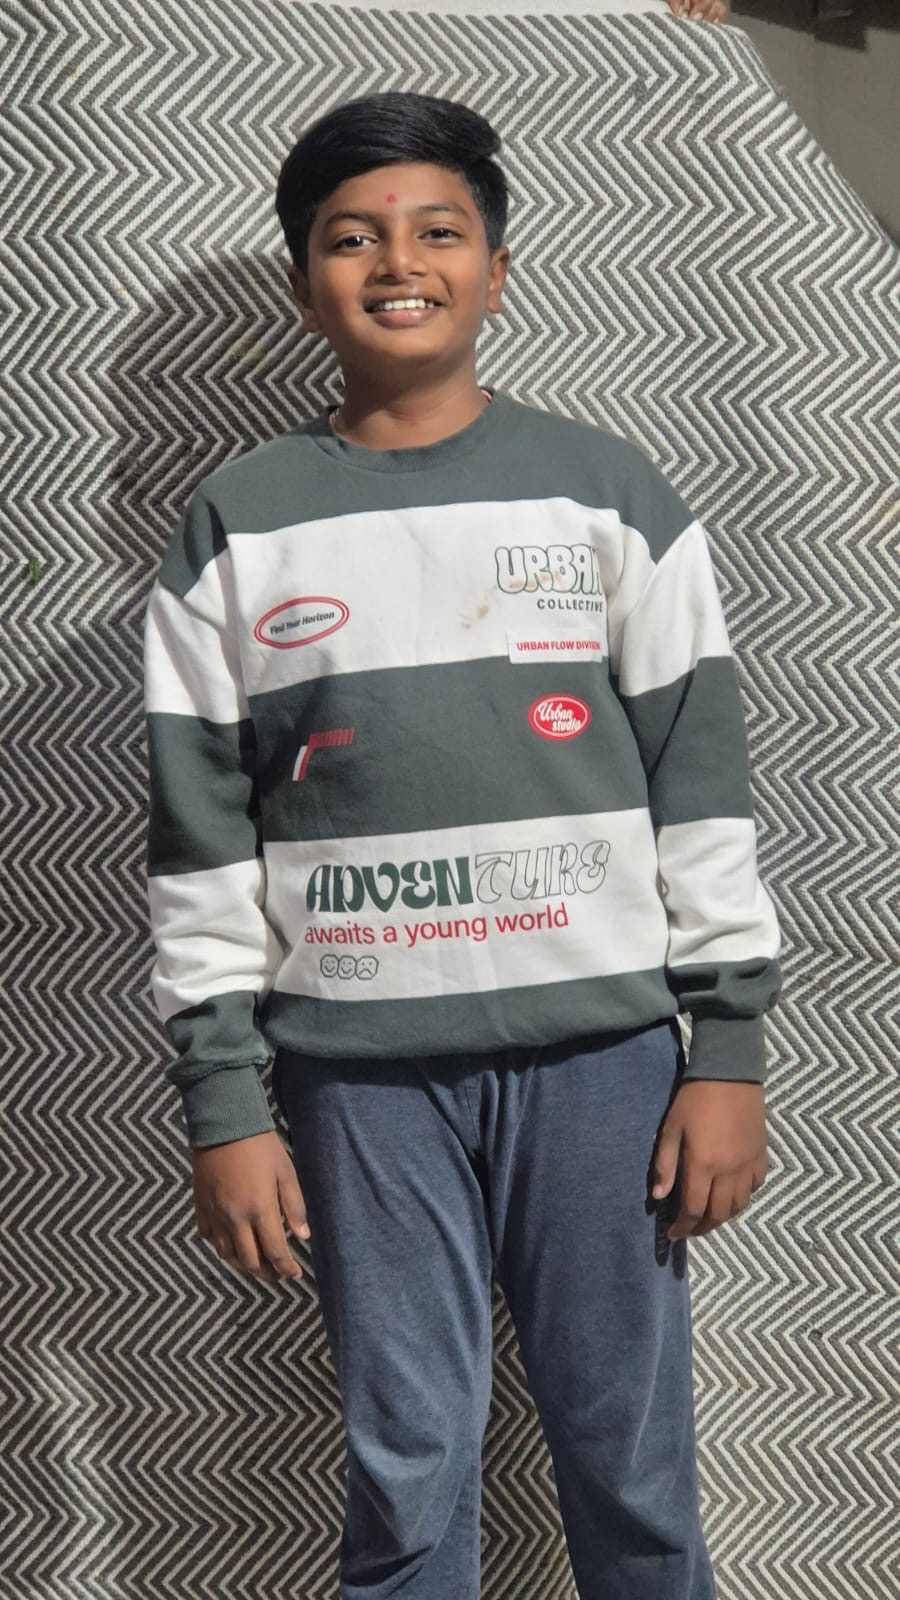 URBAN
COLLECTIVE
Find Your Horizon
URBAN FLOW DIVISION
Urban
studio
ADVENTURE
awaits a young world